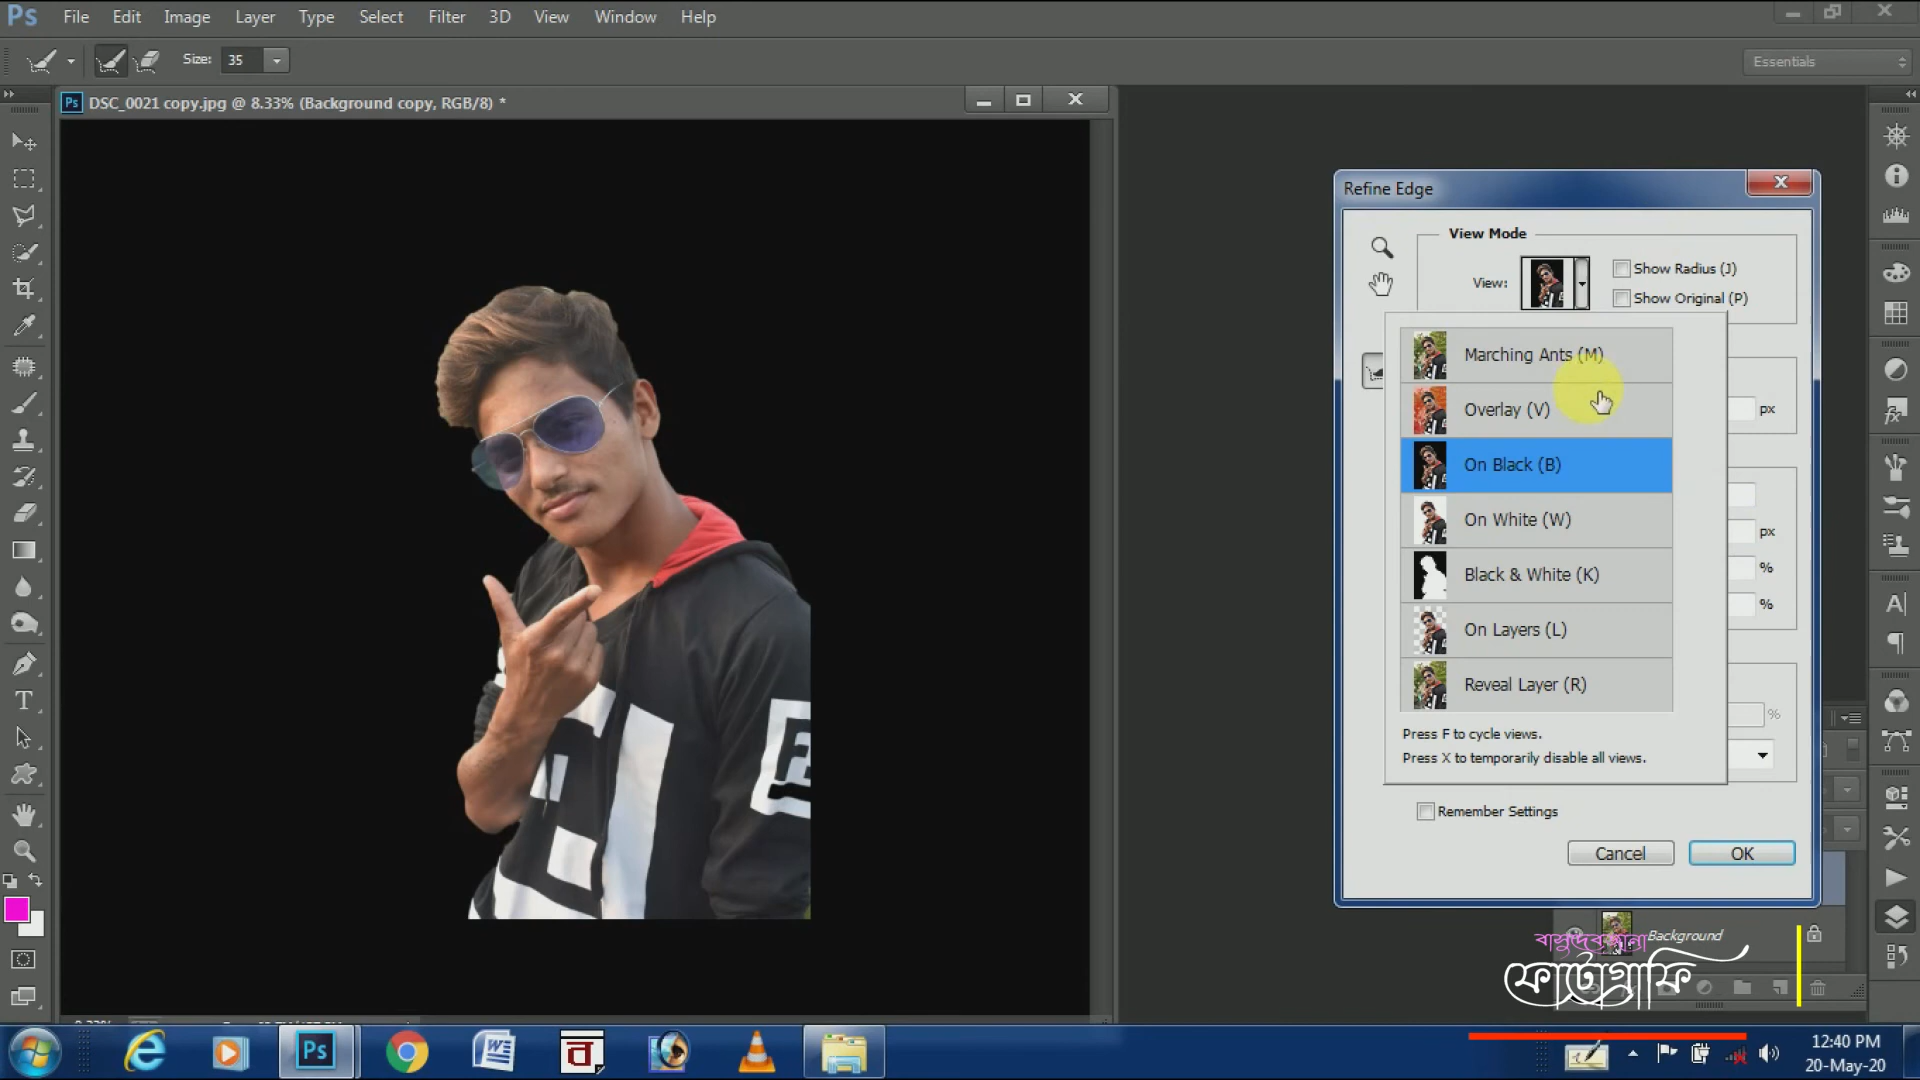 Ps File Edit Image Layer Type Select Filter 3D View Window Help
Size: 35
Essentials
Ps DSC_0021 copy.jpg @ 8.33% (Background copy, RGB/8) *
Refine Edge
View Mode
View:
Show Radius (J)
Show Original (P)
Marching Ants (M)
Overlay (V)
px
On Black (B)
On White (W)
px
Black & White (K)
%
%
On Layers (L)
Reveal Layer (R)
%
Press F to cycle views.
Press X to temporarily disable all views.
Remember Settings
Cancel OK
Background
বাসুদেব জানা
ফোটোগ্রাফি
Ps
12:40 PM
20-May-20